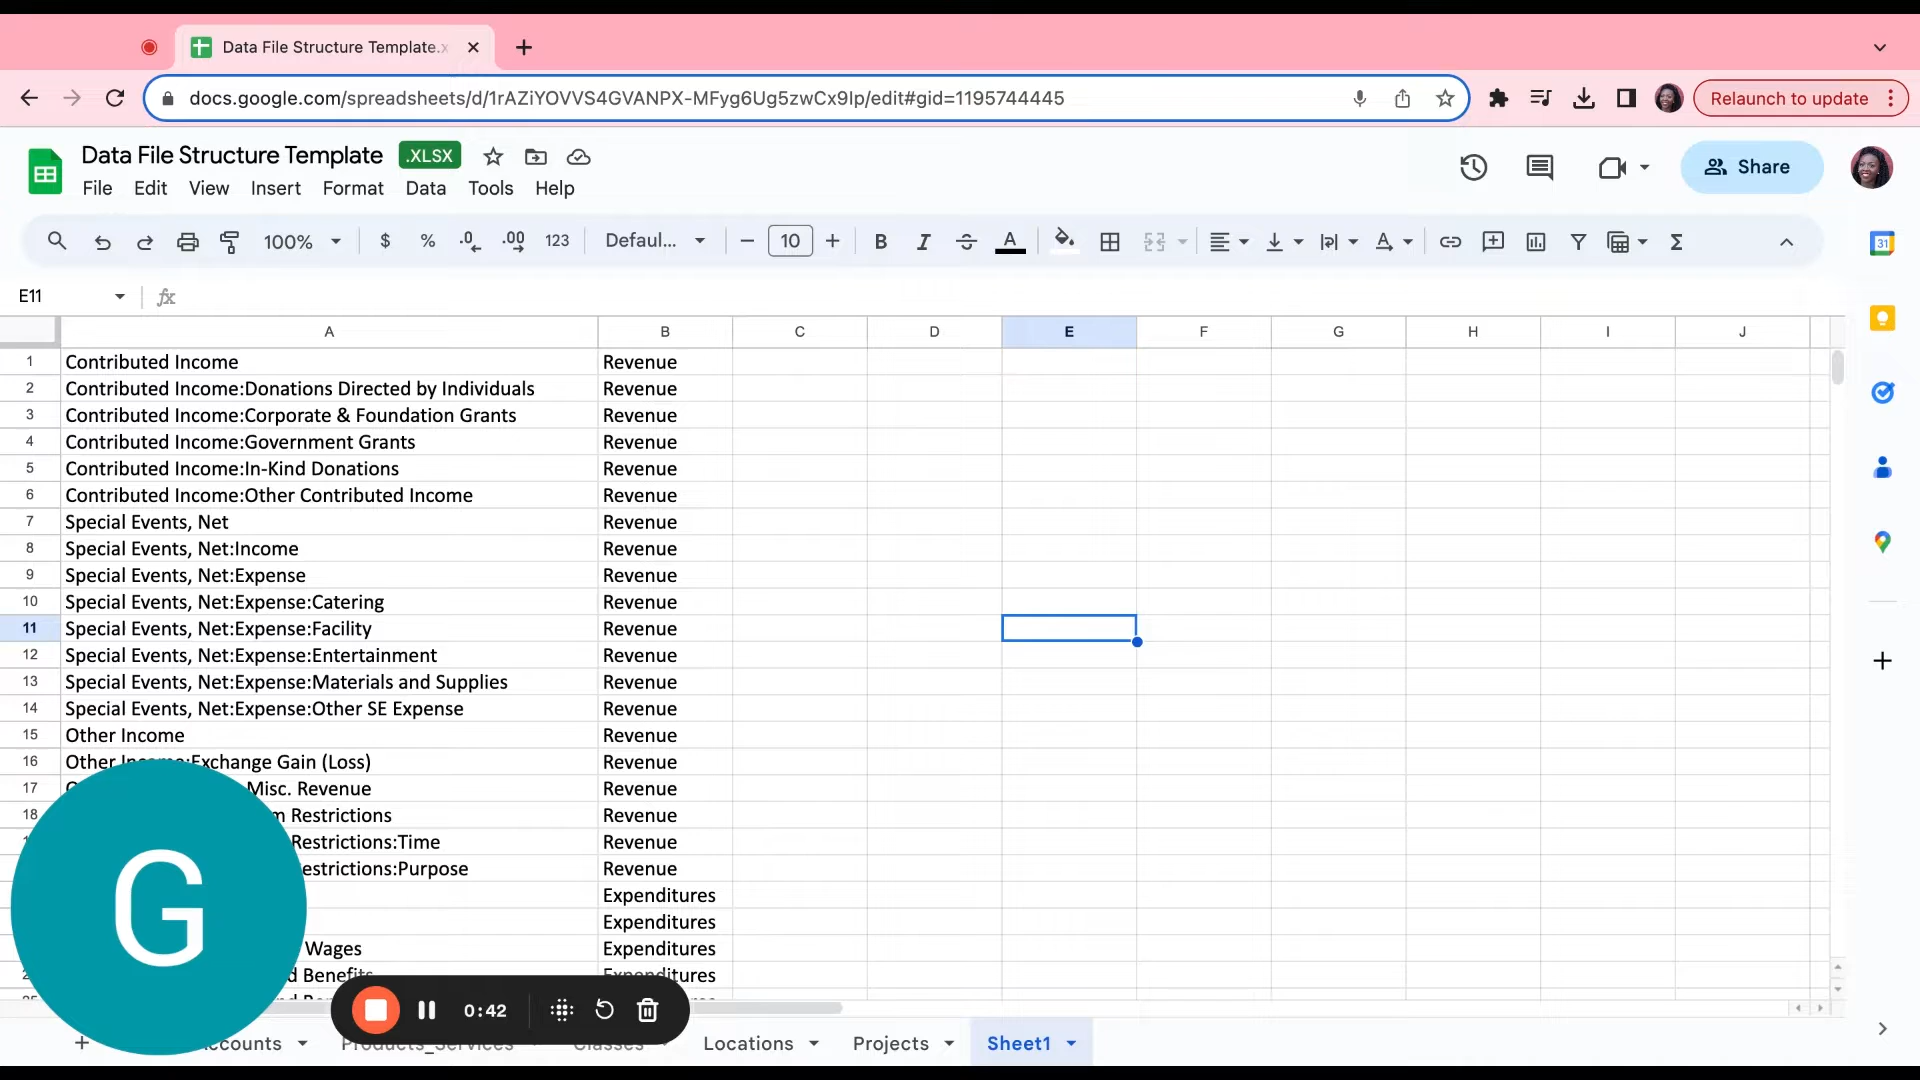 Data File Structure Template.x
docs.google.com/spreadsheets/d/1rAZiYOVVS4GVANPX-MFyg6Ug5zwCx9Ip/edit#gid=1195744445
Relaunch to update
Data File Structure Template .XLSX
File Edit View Insert Format Data Tools Help
Share
31
100% $ % .0 .00 123 Defaul... 10 B I A
E11 fx
A B C D E F G H I J
1 Contributed Income Revenue
2 Contributed Income:Donations Directed by Individuals Revenue
3 Contributed Income:Corporate & Foundation Grants Revenue
4 Contributed Income:Government Grants Revenue
5 Contributed Income:In-Kind Donations Revenue
6 Contributed Income:Other Contributed Income Revenue
7 Special Events, Net Revenue
8 Special Events, Net:Income Revenue
9 Special Events, Net:Expense Revenue
10 Special Events, Net:Expense:Catering Revenue
11 Special Events, Net:Expense:Facility Revenue
12 Special Events, Net:Expense:Entertainment Revenue
13 Special Events, Net:Expense:Materials and Supplies Revenue
14 Special Events, Net:Expense:Other SE Expense Revenue
15 Other Income Revenue
16 Other Income:Exchange Gain (Loss) Revenue
17 Misc. Revenue Revenue
18 Restrictions Revenue
Restrictions:Time Revenue
estrictions:Purpose Revenue
Expenditures
Expenditures
Wages Expenditures
d Benefits Expenditures
G
0:42
ccounts Products_Services Classes Locations Projects Sheet1